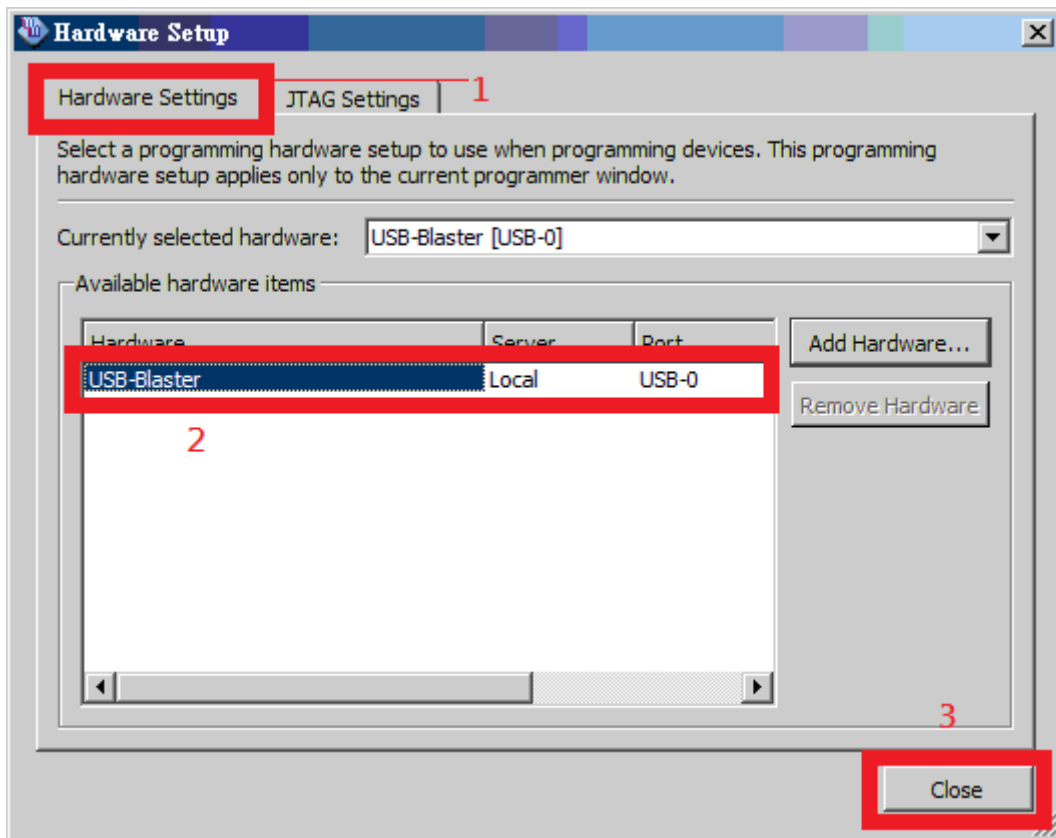 Hardware Setup
Hardware Settings
JTAG Settings
1
Select a programming hardware setup to use when programming devices. This programming
hardware setup applies only to the current programmer window.
Currently selected hardware:
USB-Blaster [USB-0]
Available hardware items
Hardware Server Port
Add Hardware...
USB-Blaster Local USB-0
Remove Hardware
2
3
Close